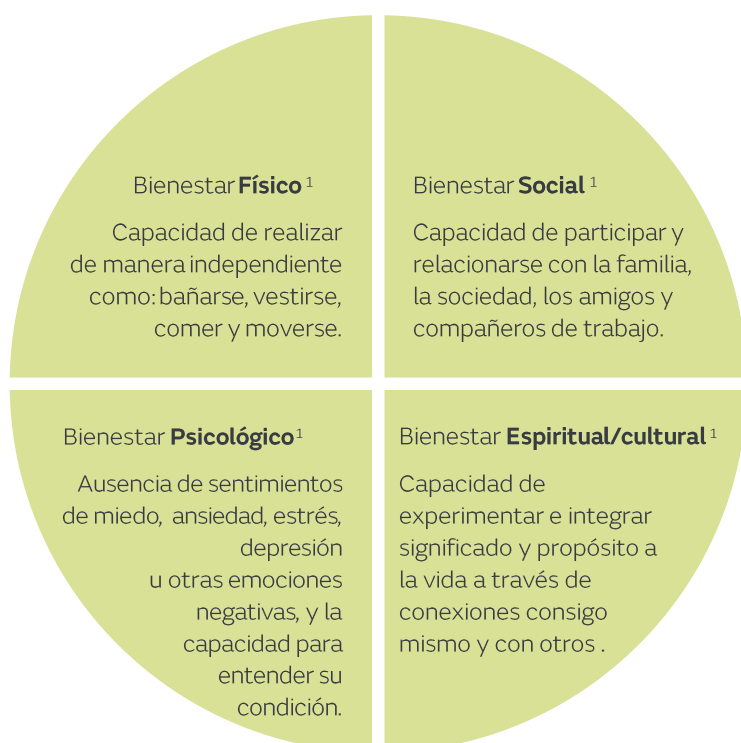 Bienestar Físico ¹
Capacidad de realizar
de manera independiente
como: bañarse, vestirse,
comer y moverse.
Bienestar Social ¹
Capacidad de participar y
relacionarse con la familia,
la sociedad, los amigos y
compañeros de trabajo.
Bienestar Psicológico¹
Ausencia de sentimientos
de miedo, ansiedad, estrés,
depresión
u otras emociones
negativas, y la
capacidad para
entender su
condición.
Bienestar Espiritual/cultural ¹
Capacidad de
experimentar e integrar
significado y propósito a
la vida a través de
conexiones consigo
mismo y con otros .